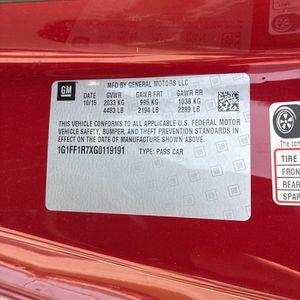 GM
MFD BY GENERAL MOTORS LLC
DATE GVWR GAWR FRT GAWR RR
10/15 2033 KG 995 KG 1038 KG
4483 LB 2194 LB 2289 LB
THIS VEHICLE CONFORMS TO ALL APPLICABLE U.S. FEDERAL MOTOR
VEHICLE SAFETY, BUMPER, AND THEFT PREVENTION STANDARDS IN
EFFECT ON THE DATE OF MANUFACTURE SHOWN ABOVE.
1G1FF1R7XG0119191 TYPE: PASS CAR
TIRE
FRONT
REAR
SPARE